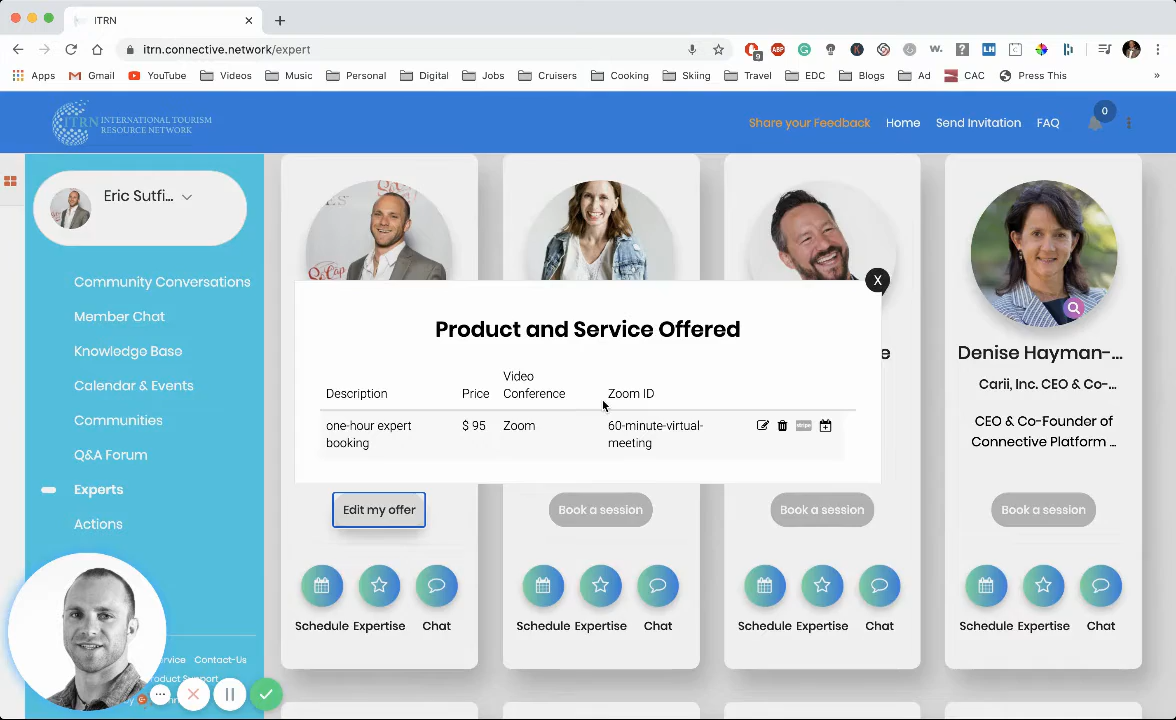 ITRN
itrn.connective.network/expert
ABP
9
W.
LH
Apps
Gmail
YouTube
Videos
Music
Personal
Digital
Jobs
Cruisers
Cooking
Skiing
Travel
EDC
Blogs
Ad
CAC
Press This
»
ITRN INTERNATIONAL TOURISM
RESOURCE NETWORK
Share your Feedback
Home
Send Invitation
FAQ
0
Eric Sutfi...
Community Conversations
Member Chat
Knowledge Base
Calendar & Events
Communities
Q&A Forum
Experts
Actions
Contact-Us
X
Product and Service Offered
Description
Price
Video
Conference
Zoom ID
one-hour expert
booking
$ 95
Zoom
60-minute-virtual-
meeting
stripe
Denise Hayman-...
Carii, Inc. CEO & Co-...
CEO & Co-Founder of
Connective Platform ...
Edit my offer
Book a session
Book a session
Book a session
Schedule
Expertise
Chat
Schedule
Expertise
Chat
Schedule
Expertise
Chat
Schedule
Expertise
Chat